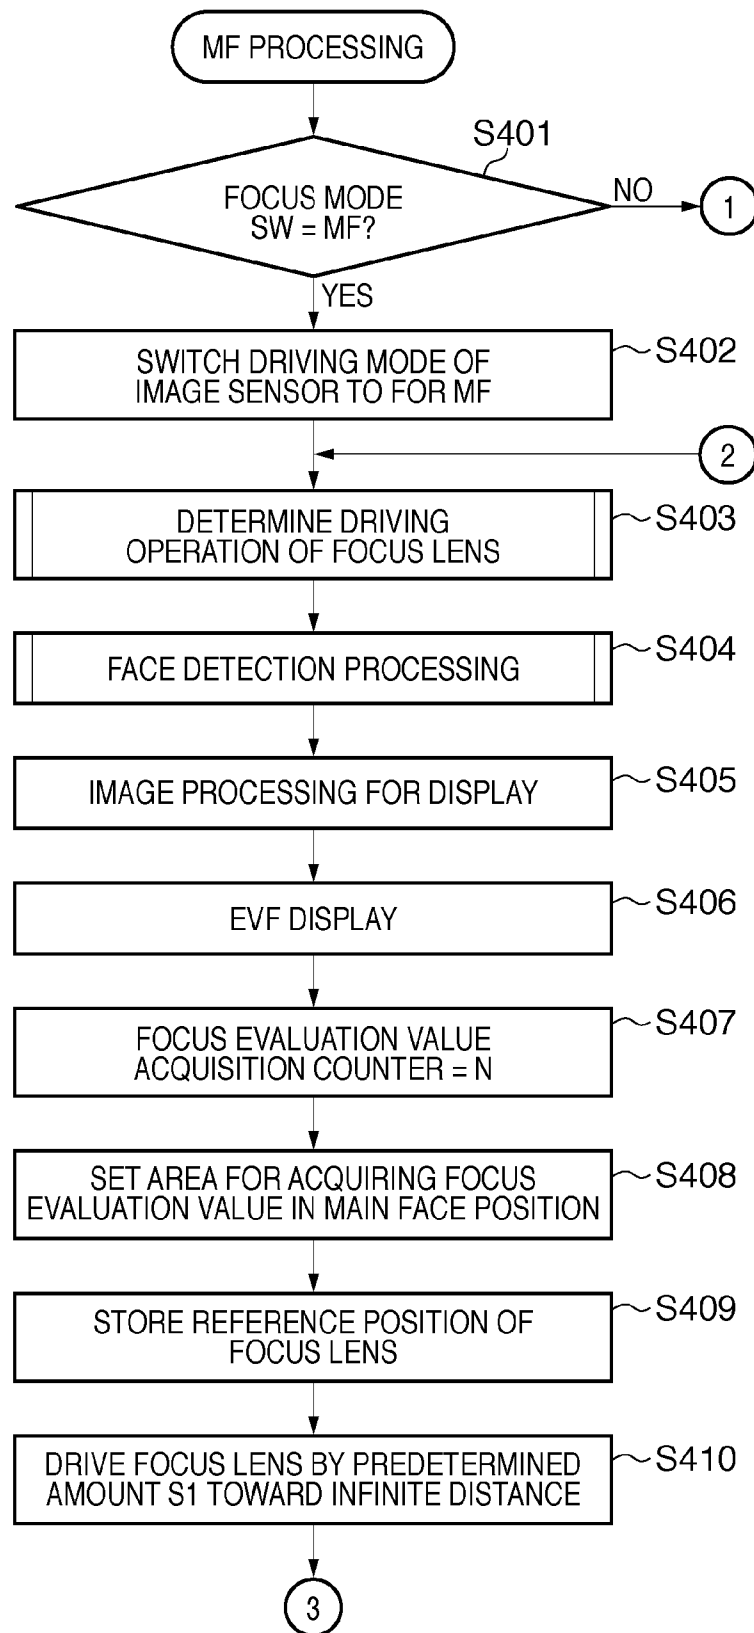 MF PROCESSING
S401
FOCUS MODE
SW = MF?
NO
1
YES
SWITCH DRIVING MODE OF
IMAGE SENSOR TO FOR MF
S402
2
DETERMINE DRIVING
OPERATION OF FOCUS LENS
S403
FACE DETECTION PROCESSING
S404
IMAGE PROCESSING FOR DISPLAY
S405
EVF DISPLAY
S406
FOCUS EVALUATION VALUE
ACQUISITION COUNTER = N
S407
SET AREA FOR ACQUIRING FOCUS
EVALUATION VALUE IN MAIN FACE POSITION
S408
STORE REFERENCE POSITION OF
FOCUS LENS
S409
DRIVE FOCUS LENS BY PREDETERMINED
AMOUNT S1 TOWARD INFINITE DISTANCE
S410
3